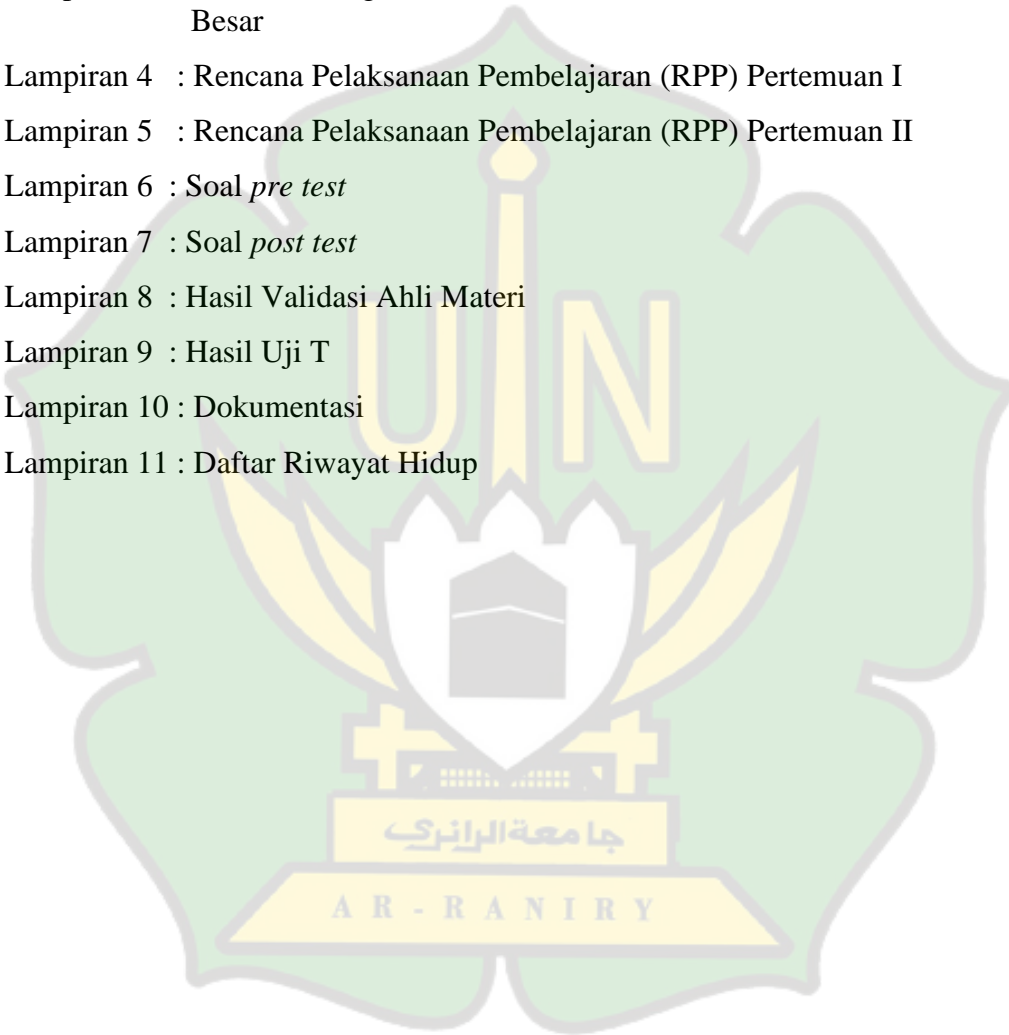 Besar
Lampiran 4 : Rencana Pelaksanaan Pembelajaran (RPP) Pertemuan I
Lampiran 5 : Rencana Pelaksanaan Pembelajaran (RPP) Pertemuan II
Lampiran 6 : Soal pre test
Lampiran 7 : Soal post test
Lampiran 8 : Hasil Validasi Ahli Materi
Lampiran 9 : Hasil Uji T
Lampiran 10 : Dokumentasi
Lampiran 11 : Daftar Riwayat Hidup
UIN
جامعة الرانري
AR-RANIRY